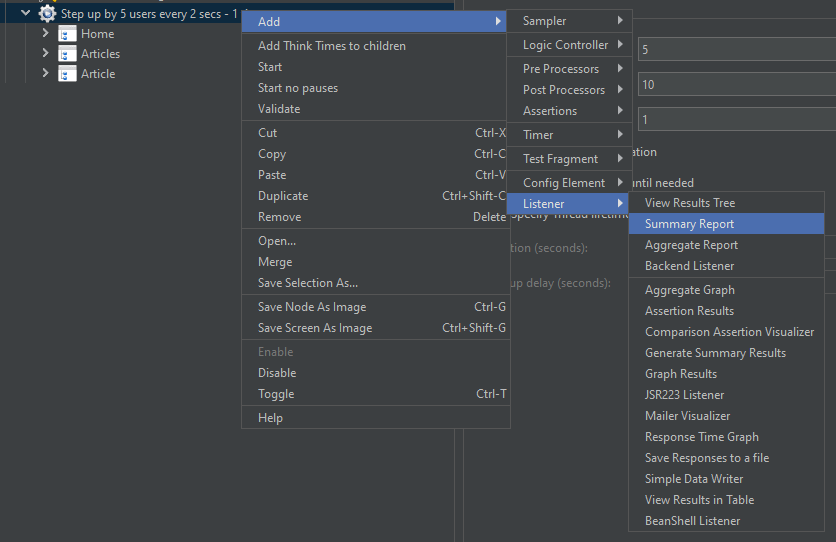 Step up by 5 users every 2 secs - 1
Home
Articles
Article
Add
Add Think Times to children
Start
Start no pauses
Validate
Cut Ctrl-X
Copy Ctrl-C
Paste Ctrl-V
Duplicate Ctrl+Shift-C
Remove Delete
Open...
Merge
Save Selection As...
Save Node As Image Ctrl-G
Save Screen As Image Ctrl+Shift-G
Enable
Disable
Toggle Ctrl-T
Help
Sampler
Logic Controller
Pre Processors
Post Processors
Assertions
Timer
Test Fragment
Config Element
Listener
5
10
1
ation
until needed
Specify Thread lifetime
tion (seconds):
up delay (seconds):
View Results Tree
Summary Report
Aggregate Report
Backend Listener
Aggregate Graph
Assertion Results
Comparison Assertion Visualizer
Generate Summary Results
Graph Results
JSR223 Listener
Mailer Visualizer
Response Time Graph
Save Responses to a file
Simple Data Writer
View Results in Table
BeanShell Listener